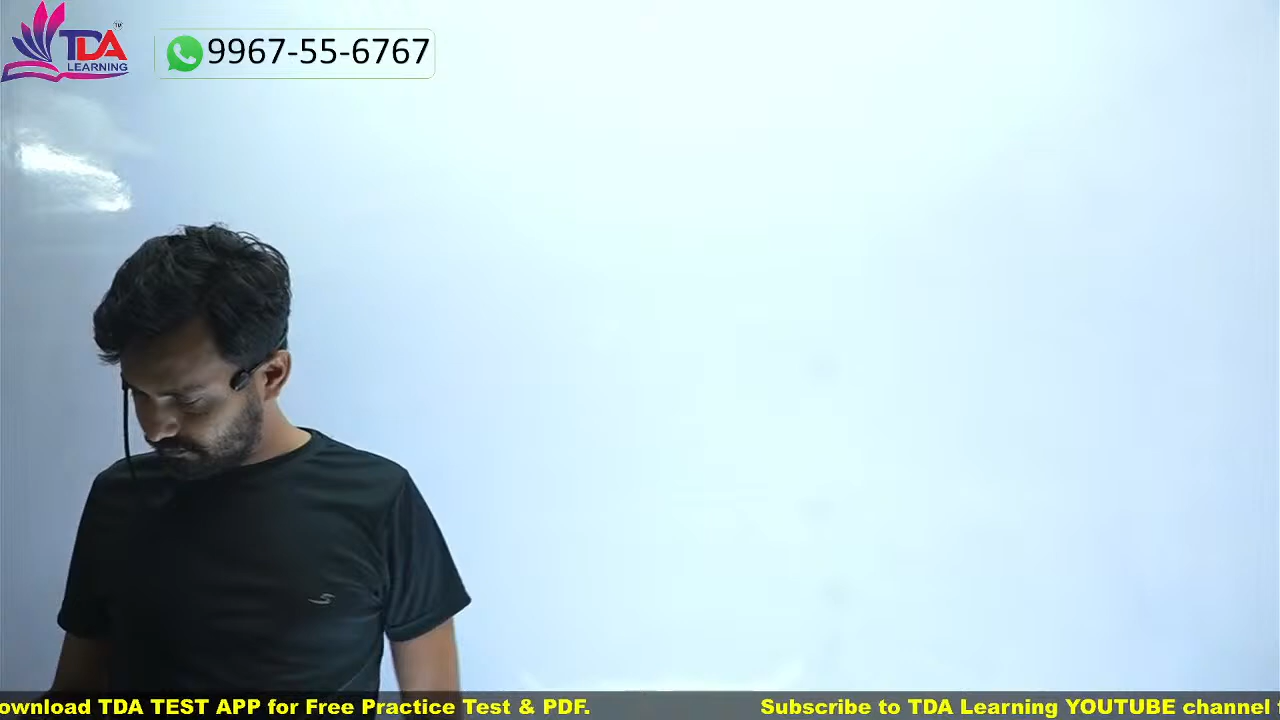 TDA
TM
LEARNING
9967-55-6767
ownload TDA TEST APP for Free Practice Test & PDF. Subscribe to TDA Learning YOUTUBE channel